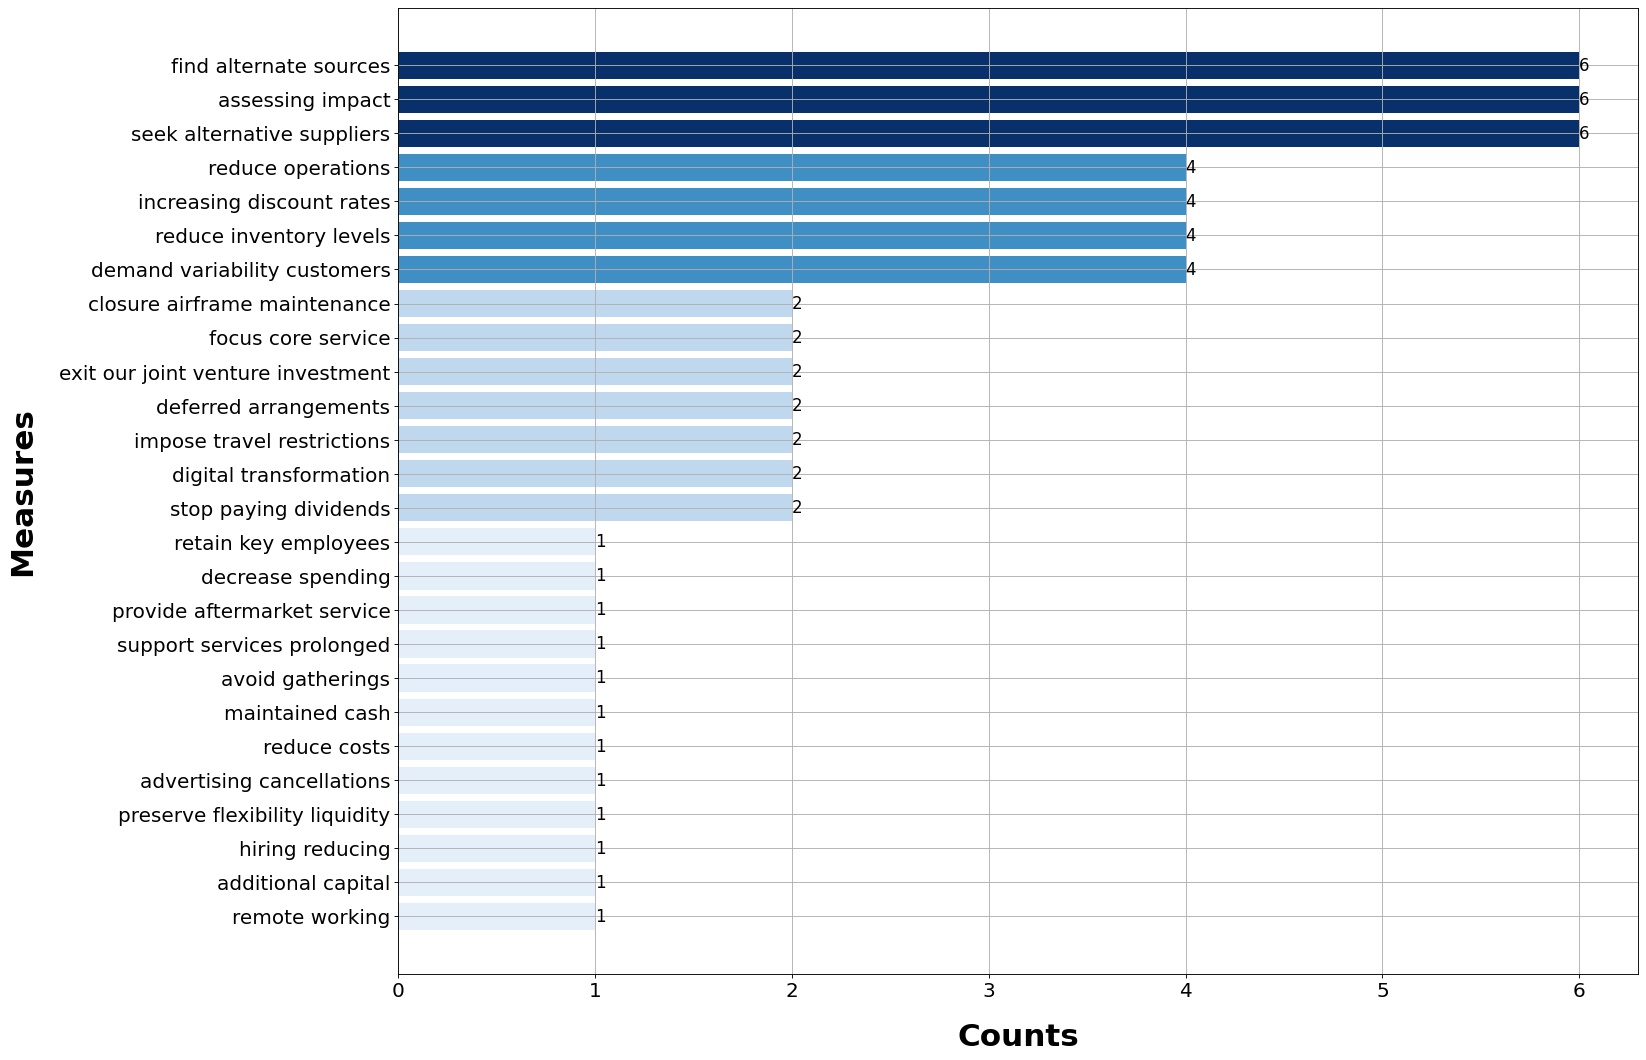 find alternate sources 6
assessing impact 6
seek alternative suppliers 6
reduce operations 4
increasing discount rates 4
reduce inventory levels 4
demand variability customers 4
closure airframe maintenance 2
focus core service 2
exit our joint venture investment 2
deferred arrangements 2
impose travel restrictions 2
digital transformation 2
stop paying dividends 2
retain key employees 1
decrease spending 1
provide aftermarket service 1
support services prolonged 1
avoid gatherings 1
maintained cash 1
reduce costs 1
advertising cancellations 1
preserve flexibility liquidity 1
hiring reducing 1
additional capital 1
remote working 1
Measures
0 1 2 3 4 5 6
Counts